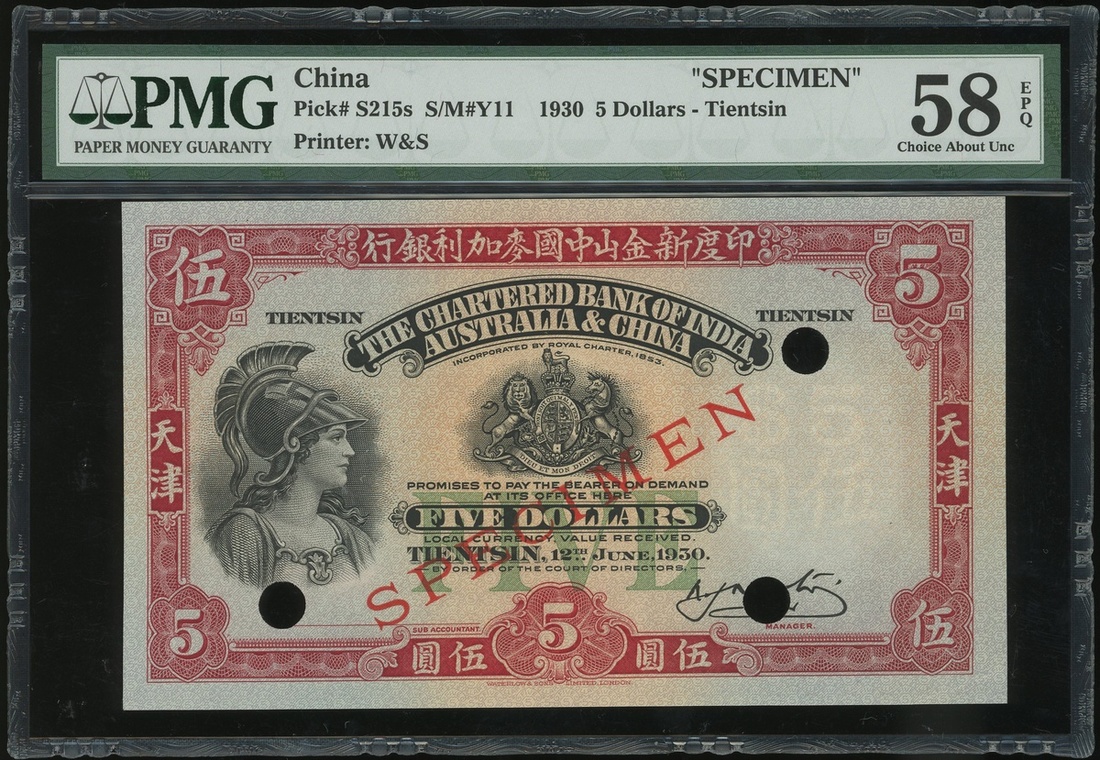 PMG
PAPER MONEY GUARANTY
China "SPECIMEN"
Pick# S215s S/M#Y11 1930 5 Dollars - Tientsin
Printer: W&S
58
EPQ
Choice About Unc
行銀利加麥國中山金新度印
伍
5
TIENTSIN
TIENTSIN
THE CHARTERED BANK OF INDIA
AUSTRALIA & CHINA
INCORPORATED BY ROYAL CHARTER, 1853.
DIEU ET MON DROIT
天津
天津
PROMISES TO PAY THE BEARER ON DEMAND
AT ITS OFFICE HERE
FIVE DOLLARS
FIVE
LOCAL CURRENCY, VALUE RECEIVED.
TIENTSIN, 12TH JUNE, 1930.
BY ORDER OF THE COURT OF DIRECTORS.
SPECIMEN
5
SUB ACCOUNTANT.
5
MANAGER.
伍
圓伍
圓伍
WATERLOW & SONS LIMITED, LONDON.